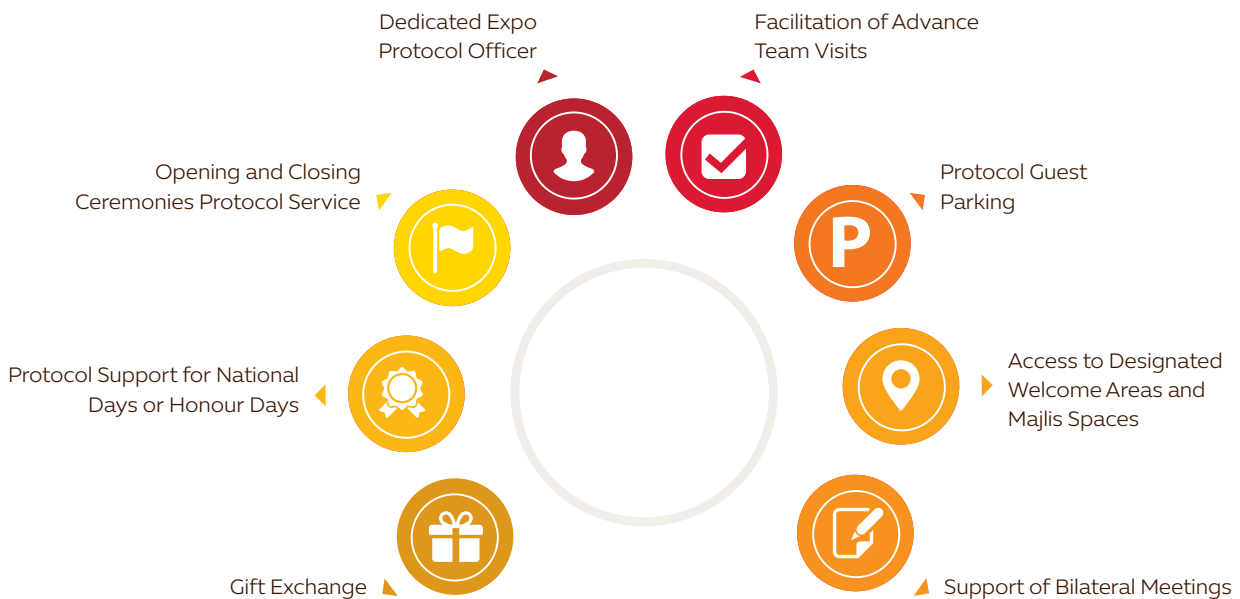 Dedicated Expo
Protocol Officer
Facilitation of Advance
Team Visits
Opening and Closing
Ceremonies Protocol Service
P
Protocol Guest
Parking
Protocol Support for National
Days or Honour Days
Access to Designated
Welcome Areas and
Majlis Spaces
Gift Exchange
Support of Bilateral Meetings